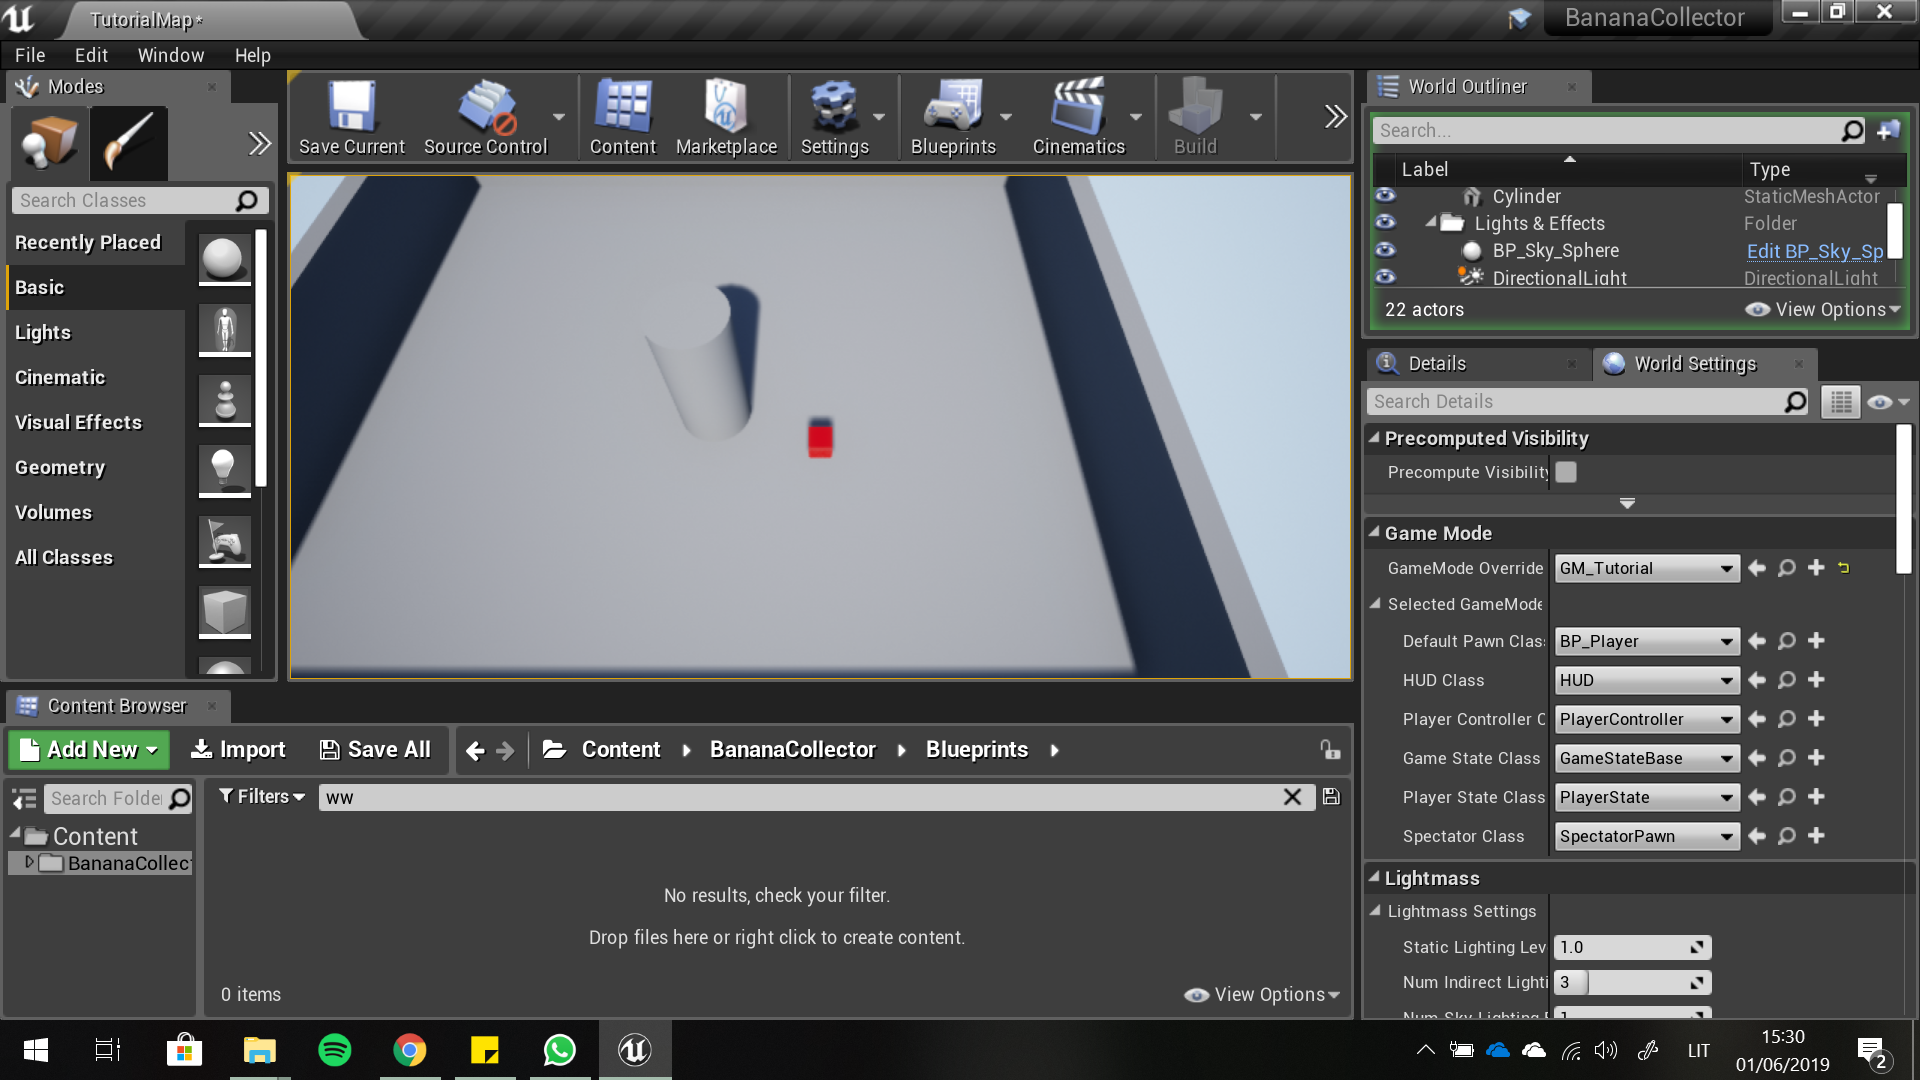 TutorialMap*
BananaCollector
File Edit Window Help
Modes
Save Current
Source Control
Content
Marketplace
Settings
Blueprints
Cinematics
Build
World Outliner
Search...
Label Type
Cylinder StaticMeshActor
Lights & Effects Folder
BP_Sky_Sphere Edit BP_Sky_Sp
DirectionalLight DirectionalLight
22 actors View Options
Search Classes
Recently Placed
Basic
Lights
Cinematic
Visual Effects
Geometry
Volumes
All Classes
Details
World Settings
Search Details
Precomputed Visibility
Precompute Visibility
Game Mode
GameMode Override GM_Tutorial
Selected GameMode
Default Pawn Clas BP_Player
HUD Class HUD
Player Controller C PlayerController
Game State Class GameStateBase
Player State Class PlayerState
Spectator Class SpectatorPawn
Lightmass
Lightmass Settings
Static Lighting Lev 1.0
Num Indirect Lighti 3
Content Browser
Add New Import Save All Content BananaCollector Blueprints
Search Folde
Filters ww
Content
BananaCollec
No results, check your filter.
Drop files here or right click to create content.
0 items View Options
LIT
15:30
01/06/2019
2